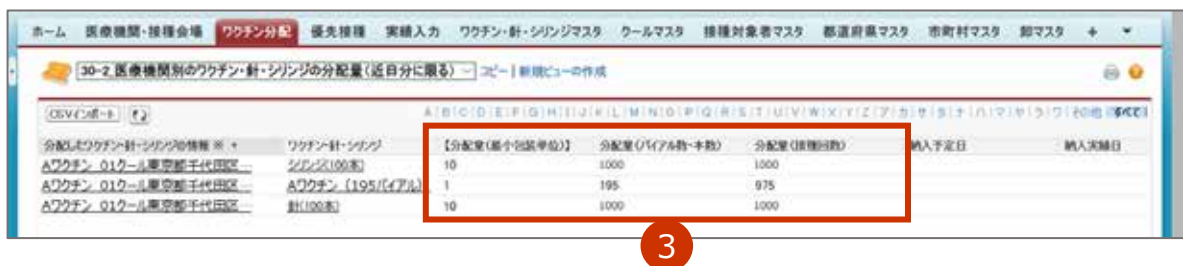 ホーム 医療機関・接種会場 ワクチン分配 優先接種 実績入力 ワクチン・針・シリンジマスタ クールマスタ 接種対象者マスタ 都道府県マスタ 市町村マスタ 卸マスタ +
30-2_医療機関別のワクチン・針・シリンジの分配量(近日分に限る) コピー | 新規ビューの作成
CSVインポート A | B | C | D | E | F | G | H | I | J | K | L | M | N | O | P | Q | R | S | T | U | V | W | X | Y | Z | ア | カ | サ | タ | ナ | ハ | マ | ヤ | ラ | ワ | その他 | すべて
分配したワクチン・針・シリンジの情報 ※ ワクチン・針・シリンジ 【分配量(最小包装単位)】 分配量(バイアル数・本数) 分配量(接種回数) 納入予定日 納入実績日
Aワクチン_01クール東京都千代田区… シリンジ(100本) 10 1000 1000
Aワクチン_01クール東京都千代田区… Aワクチン (195バイアル) 1 195 975
Aワクチン_01クール東京都千代田区… 針(100本) 10 1000 1000
3